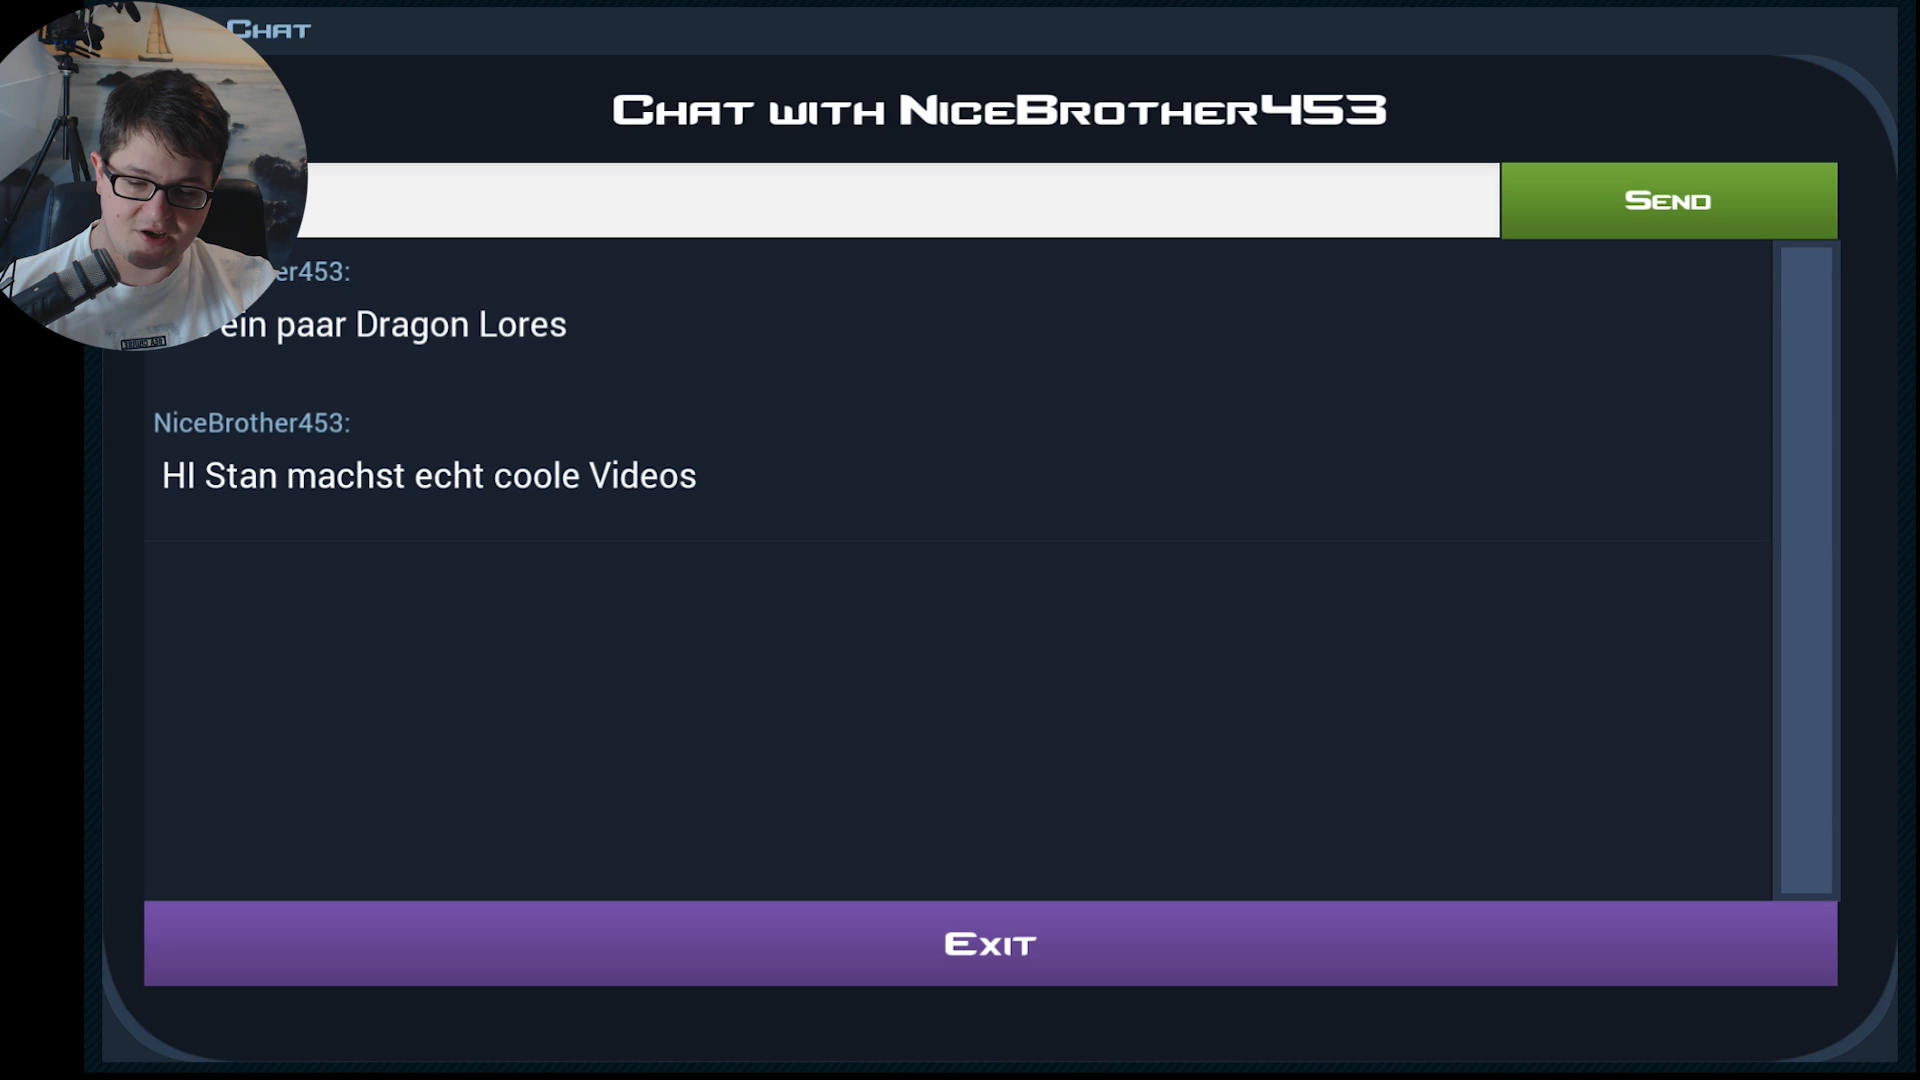 Chat
Chat with NiceBrother453
Send
er453:
ein paar Dragon Lores
NiceBrother453:
HI Stan machst echt coole Videos
Exit